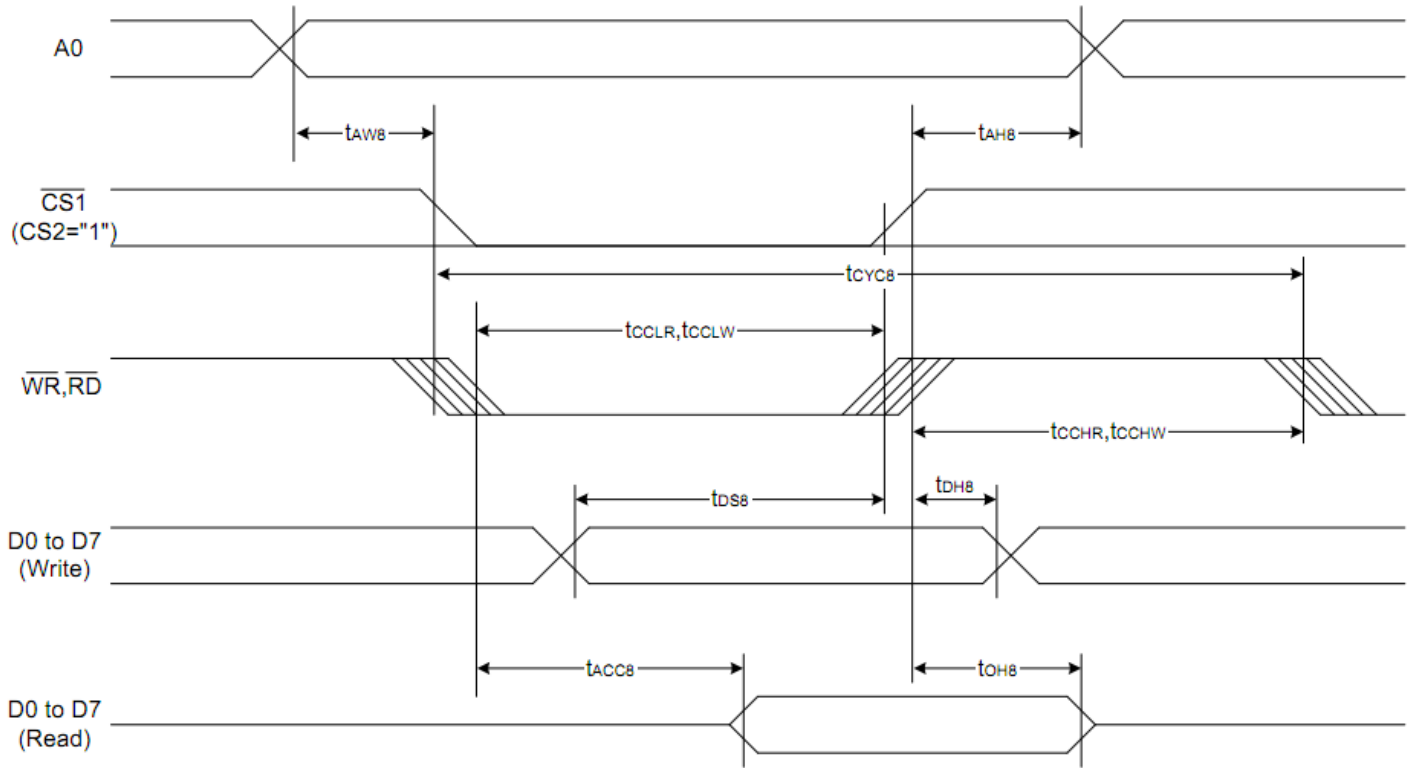 A0
tAW8
tAH8
CS1
(CS2="1")
tCYC8
tCCLR,tCCLW
WR,RD
tCCHR,tCCHW
tDS8
tDH8
D0 to D7
(Write)
tACC8
tOH8
D0 to D7
(Read)